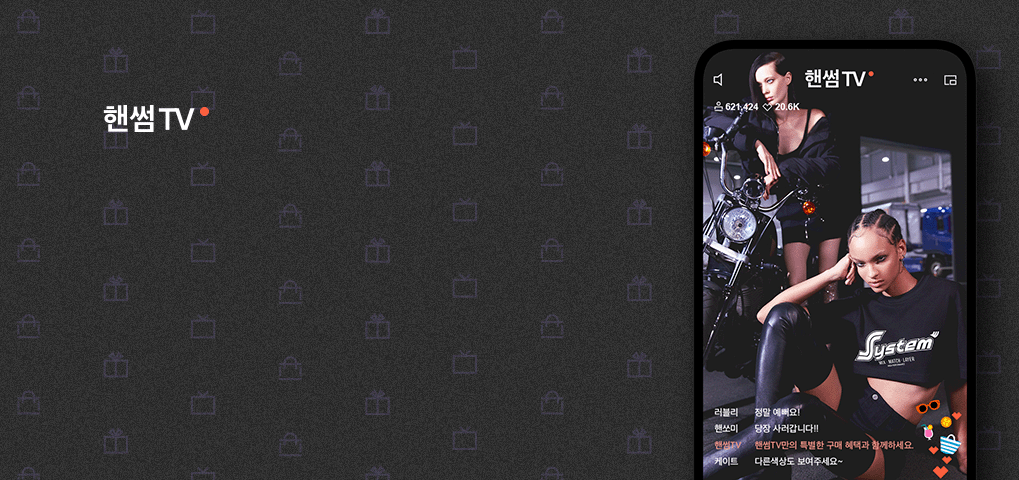 핸썸TV
핸썸TV
621,424 20.6K
System
MIX · MATCH · LAYER
러블리 정말 예뻐요!
핸쏘미 당장 사러갑니다!!
핸썸TV 핸썸TV만의 특별한 구매 혜택과 함께하세요.
케이트 다른색상도 보여주세요~